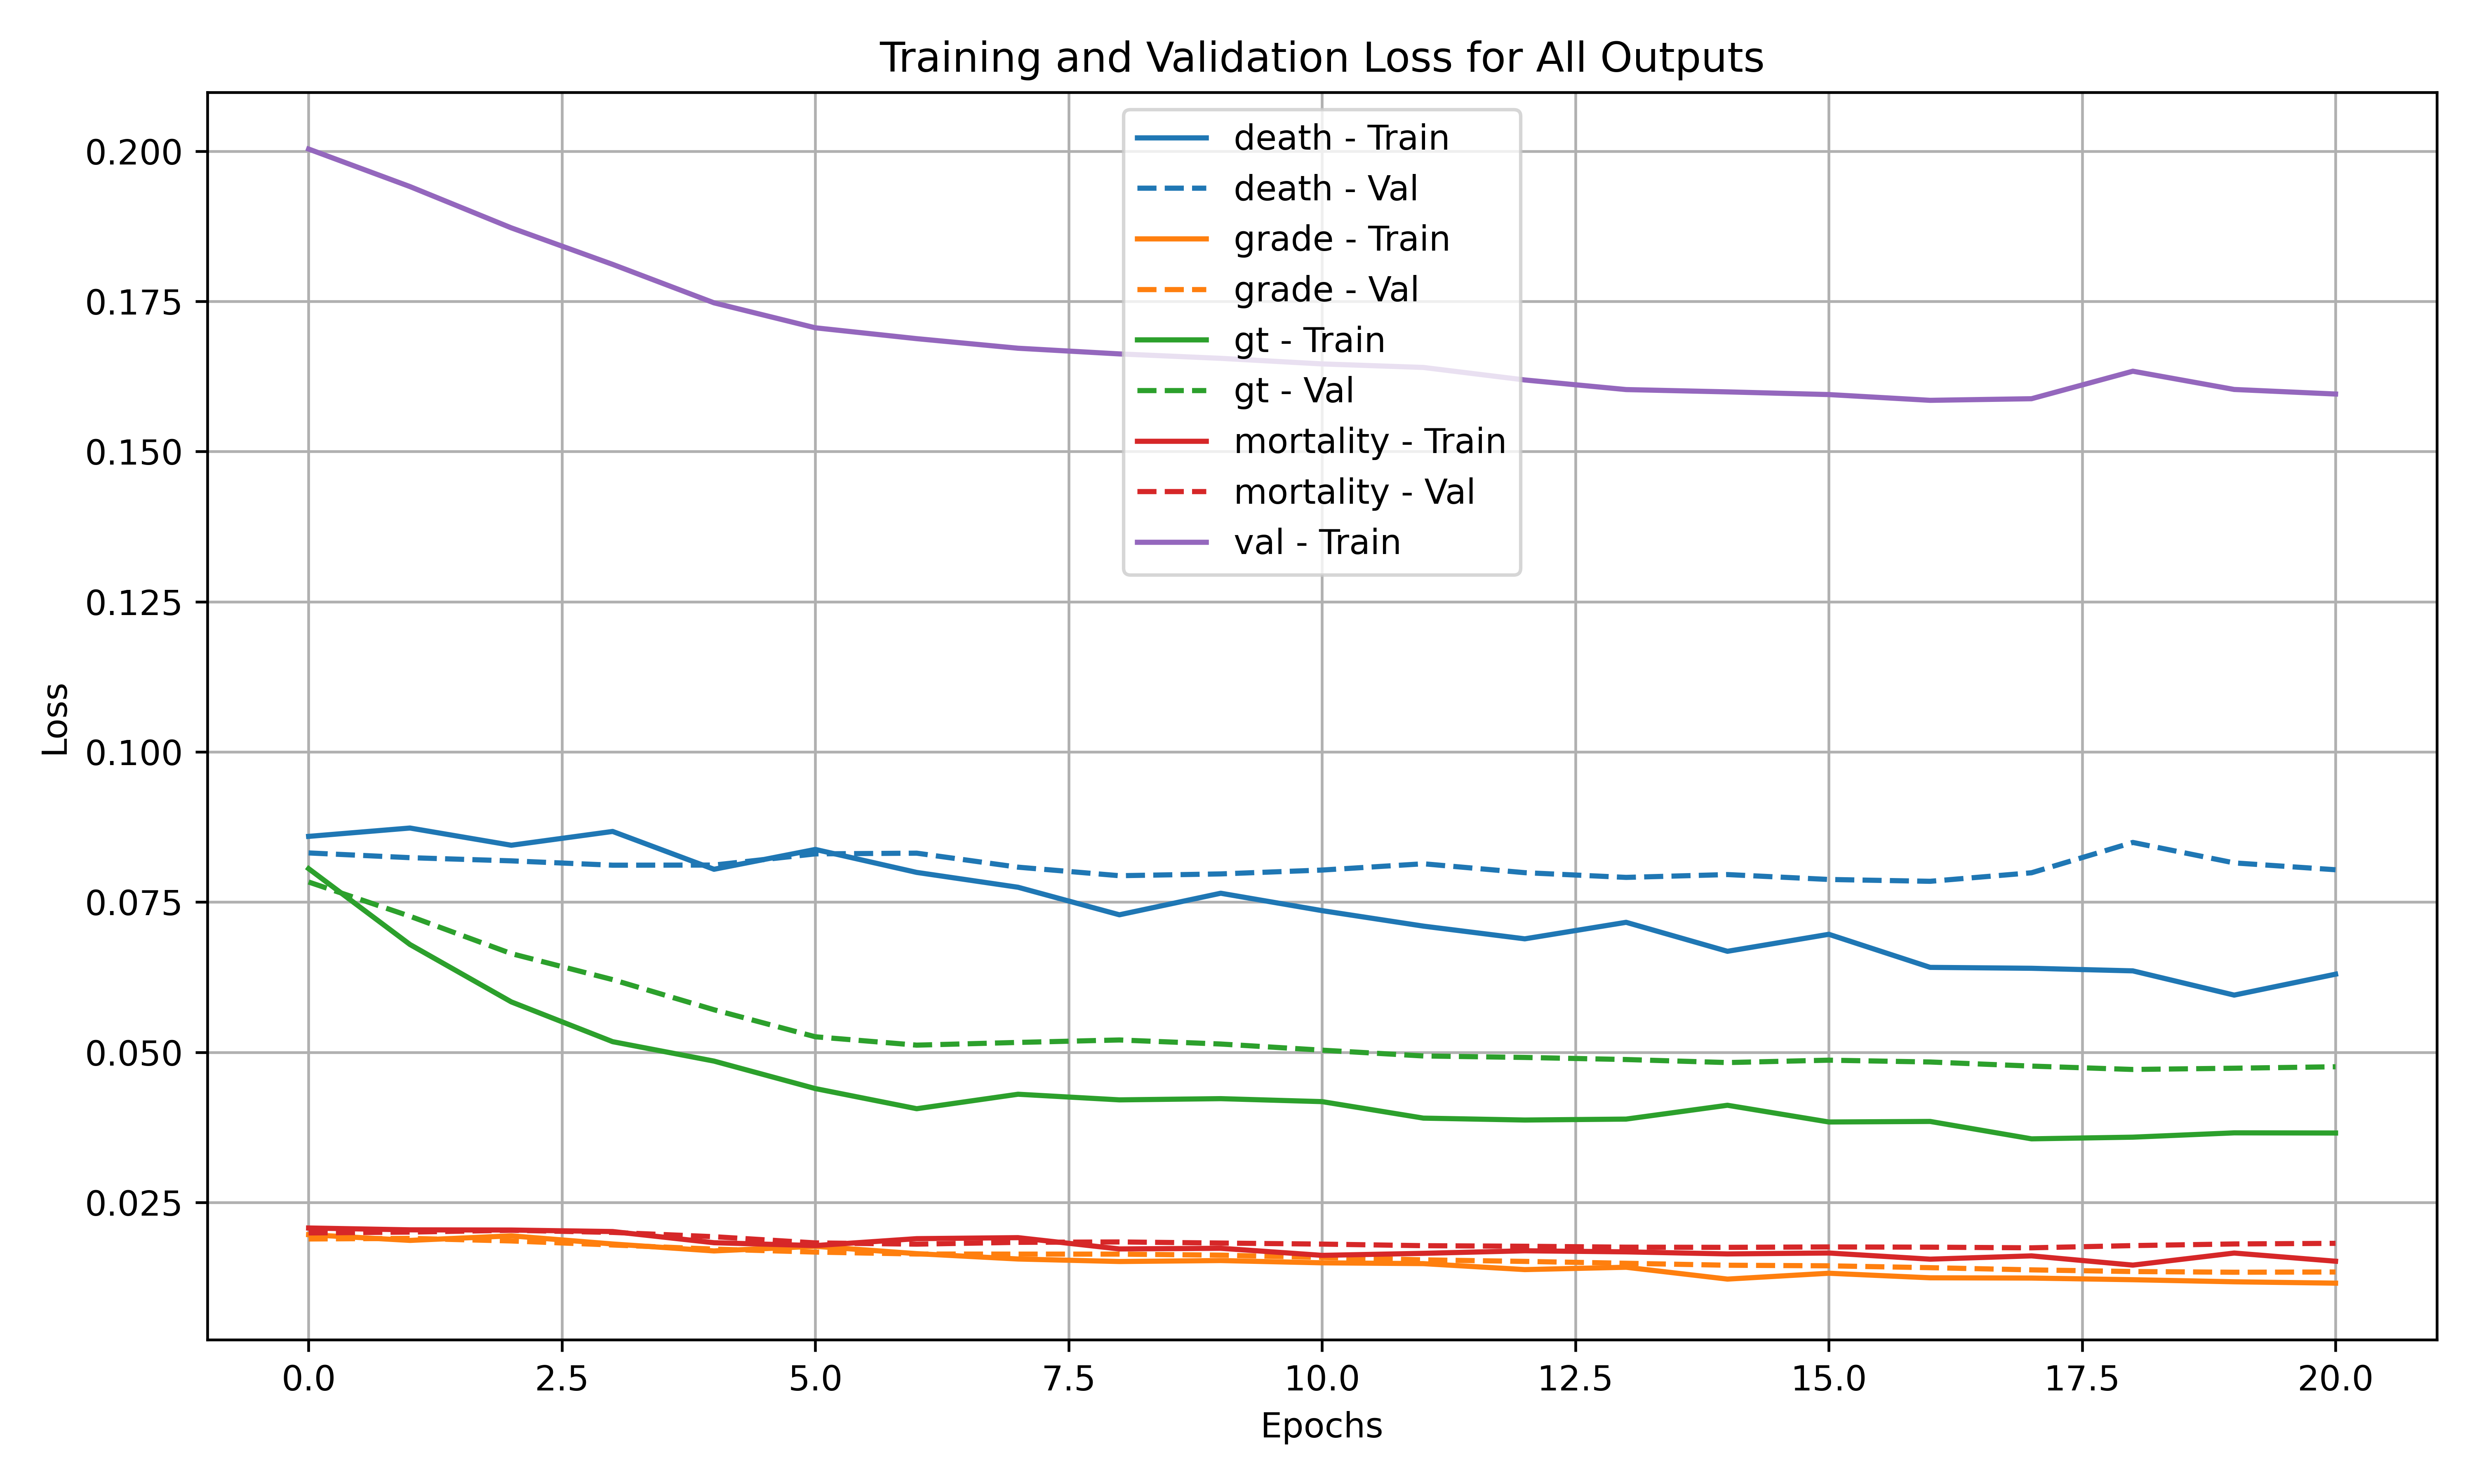 Training and Validation Loss for All Outputs
death - Train
death - Val
grade - Train
grade - Val
gt - Train
gt - Val
mortality - Train
mortality - Val
val - Train
0.200
0.175
0.150
0.125
0.100
0.075
0.050
0.025
Loss
0.0 2.5 5.0 7.5 10.0 12.5 15.0 17.5 20.0
Epochs